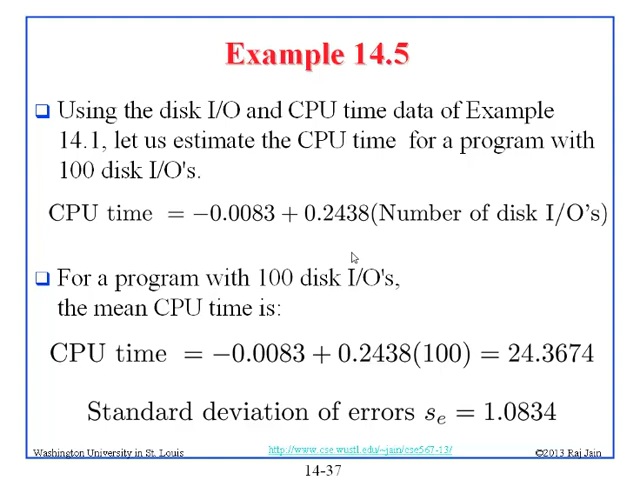 Example 14.5
Using the disk I/O and CPU time data of Example
14.1, let us estimate the CPU time for a program with
100 disk I/O's.
CPU time = −0.0083 + 0.2438(Number of disk I/O's)
For a program with 100 disk I/O's,
the mean CPU time is:
CPU time = −0.0083 + 0.2438(100) = 24.3674
Standard deviation of errors sₑ = 1.0834
Washington University in St. Louis http://www.cse.wustl.edu/~jain/cse567-13/ ©2013 Raj Jain
14-37